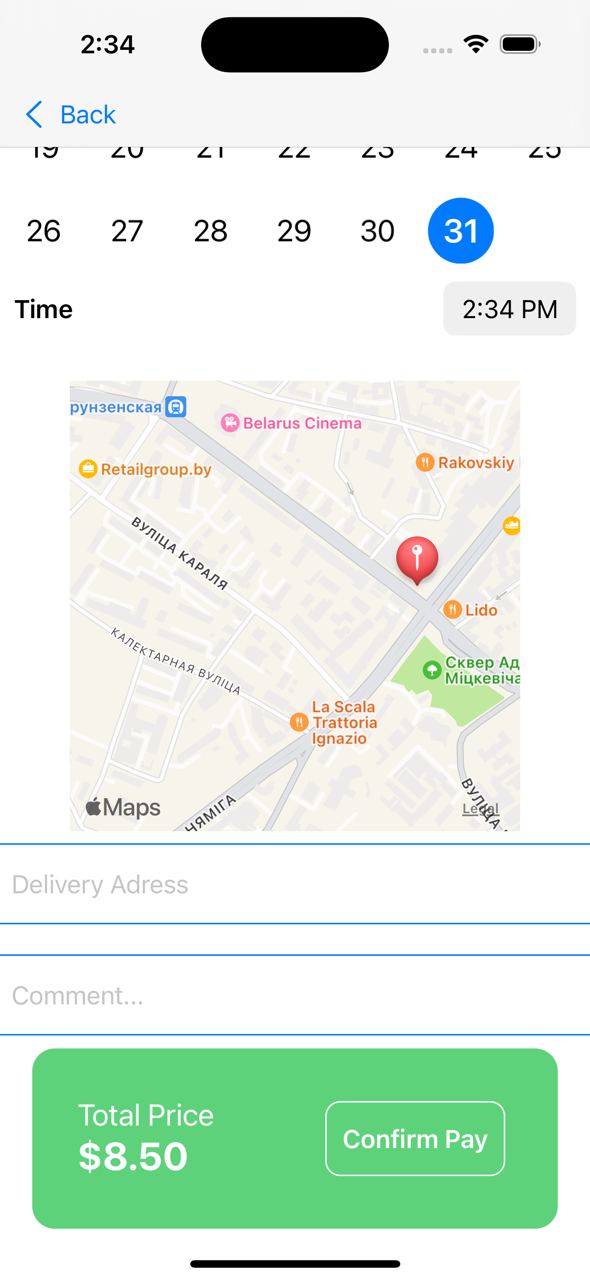 2:34
Back
19 20 21 22 23 24 25
26 27 28 29 30 31
Time 2:34 PM
рунзенская
Belarus Cinema
Rakovskiy
Retailgroup.by
ВУЛІЦА КАРАЛЯ
Lido
КАЛЕКТАРНАЯ ВУЛІЦА
Сквер Ад
Міцкевіча
La Scala
Trattoria
Ignazio
Maps
НЯМІГА
ВУЛІЦА
Legal
Delivery Adress
Comment...
Total Price
$8.50
Confirm Pay